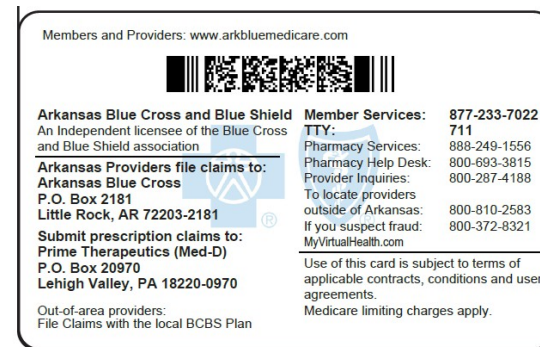 Members and Providers: www.arkbluemedicare.com
Arkansas Blue Cross and Blue Shield
An Independent licensee of the Blue Cross
and Blue Shield association
Arkansas Providers file claims to:
Arkansas Blue Cross
P.O. Box 2181
Little Rock, AR 72203-2181
Submit prescription claims to:
Prime Therapeutics (Med-D)
P.O. Box 20970
Lehigh Valley, PA 18220-0970
Out-of-area providers:
File Claims with the local BCBS Plan
Member Services: 877-233-7022
TTY: 711
Pharmacy Services: 888-249-1556
Pharmacy Help Desk: 800-693-3815
Provider Inquiries: 800-287-4188
To locate providers
outside of Arkansas: 800-810-2583
If you suspect fraud: 800-372-8321
MyVirtualHealth.com
Use of this card is subject to terms of
applicable contracts, conditions and user
agreements.
Medicare limiting charges apply.
® ®